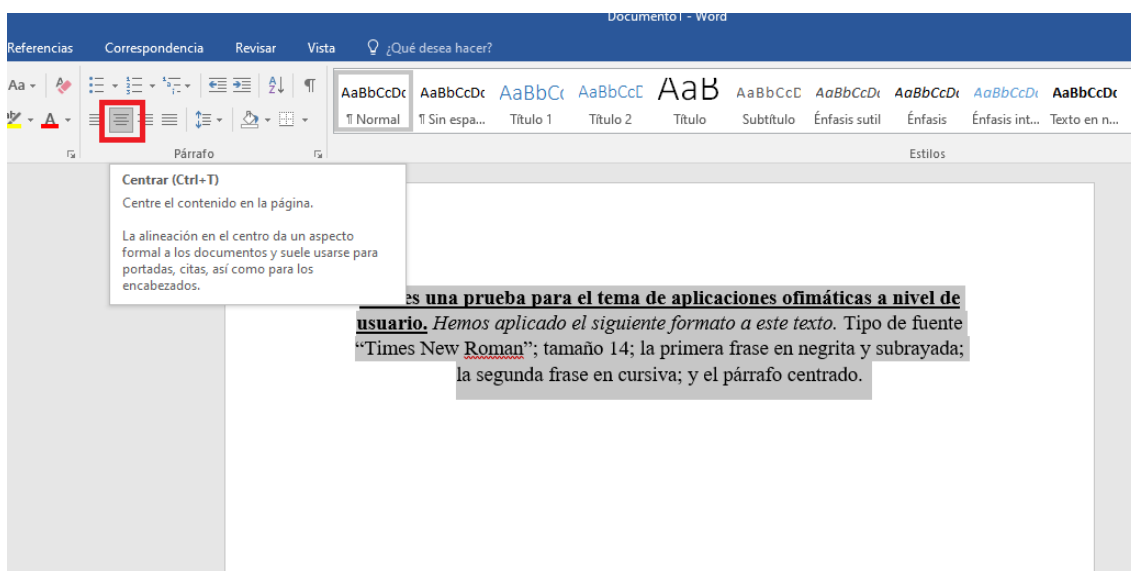 Documento1 - Word
Referencias Correspondencia Revisar Vista ¿Qué desea hacer?
Aa
AaBbCcDc AaBbCcDc AaBbCc AaBbCcE AaB AaBbCcD AaBbCcDc AaBbCcDc AaBbCcDc AaBbCcDc
¶ Normal ¶ Sin espa... Título 1 Título 2 Título Subtítulo Énfasis sutil Énfasis Énfasis int... Texto en n...
Párrafo Estilos
Centrar (Ctrl+T)
Centre el contenido en la página.
La alineación en el centro da un aspecto
formal a los documentos y suele usarse para
portadas, citas, así como para los
encabezados.
es una prueba para el tema de aplicaciones ofimáticas a nivel de
usuario. Hemos aplicado el siguiente formato a este texto. Tipo de fuente
“Times New Roman”; tamaño 14; la primera frase en negrita y subrayada;
la segunda frase en cursiva; y el párrafo centrado.